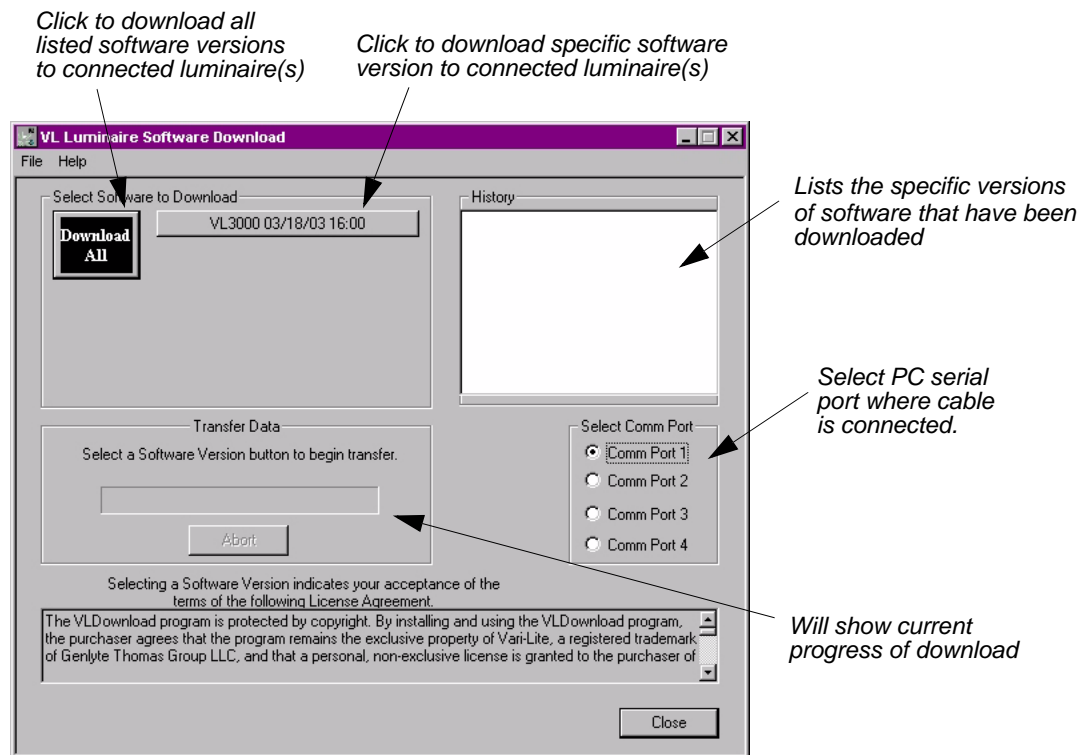 Click to download all
listed software versions
to connected luminaire(s)
Click to download specific software
version to connected luminaire(s)
VL Luminaire Software Download
File Help
Select Software to Download
History
Download
All
VL3000 03/18/03 16:00
Lists the specific versions
of software that have been
downloaded
Transfer Data
Select a Software Version button to begin transfer.
Abort
Select Comm Port
Comm Port 1
Comm Port 2
Comm Port 3
Comm Port 4
Select PC serial
port where cable
is connected.
Selecting a Software Version indicates your acceptance of the
terms of the following License Agreement.
The VLDownload program is protected by copyright. By installing and using the VLDownload program,
the purchaser agrees that the program remains the exclusive property of Vari-Lite, a registered trademark
of Genlyte Thomas Group LLC, and that a personal, non-exclusive license is granted to the purchaser of
Will show current
progress of download
Close